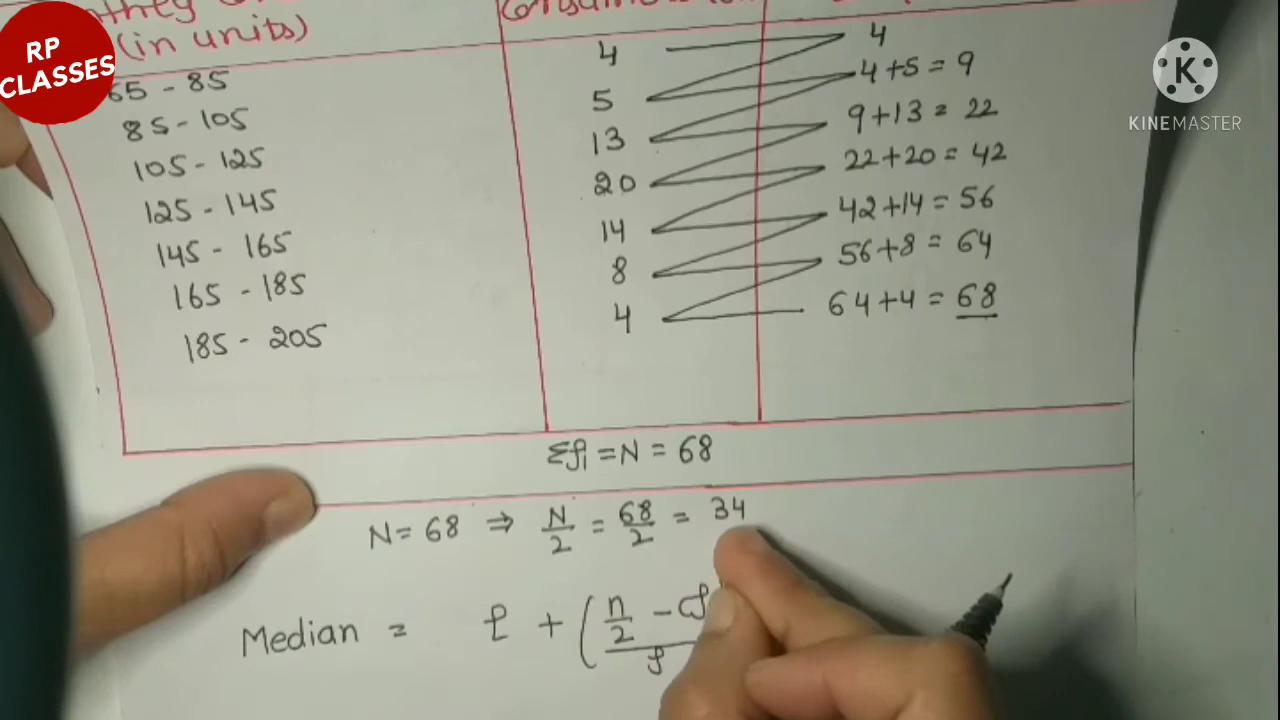 RP
CLASSES
KINEMASTER
(in units)
65-85 4 4
85-105 5 4+5=9
105-125 13 9+13=22
125-145 20 22+20=42
145-165 14 42+14=56
165-185 8 56+8=64
185-205 4 64+4=68
Σfi=N=68
N=68 ⇒ N/2 = 68/2 = 34
Median = l + (n/2 - cf / f